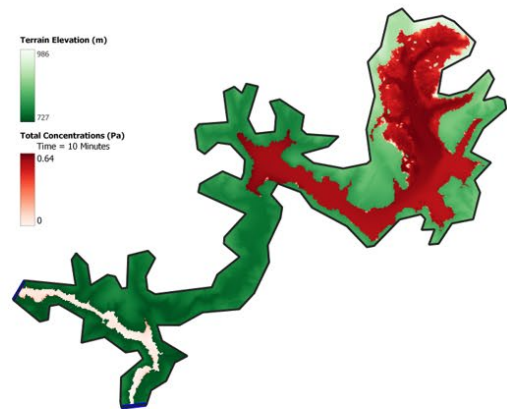 Terrain Elevation (m)
986
727
Total Concentrations (Pa)
Time = 10 Minutes
0.64
0